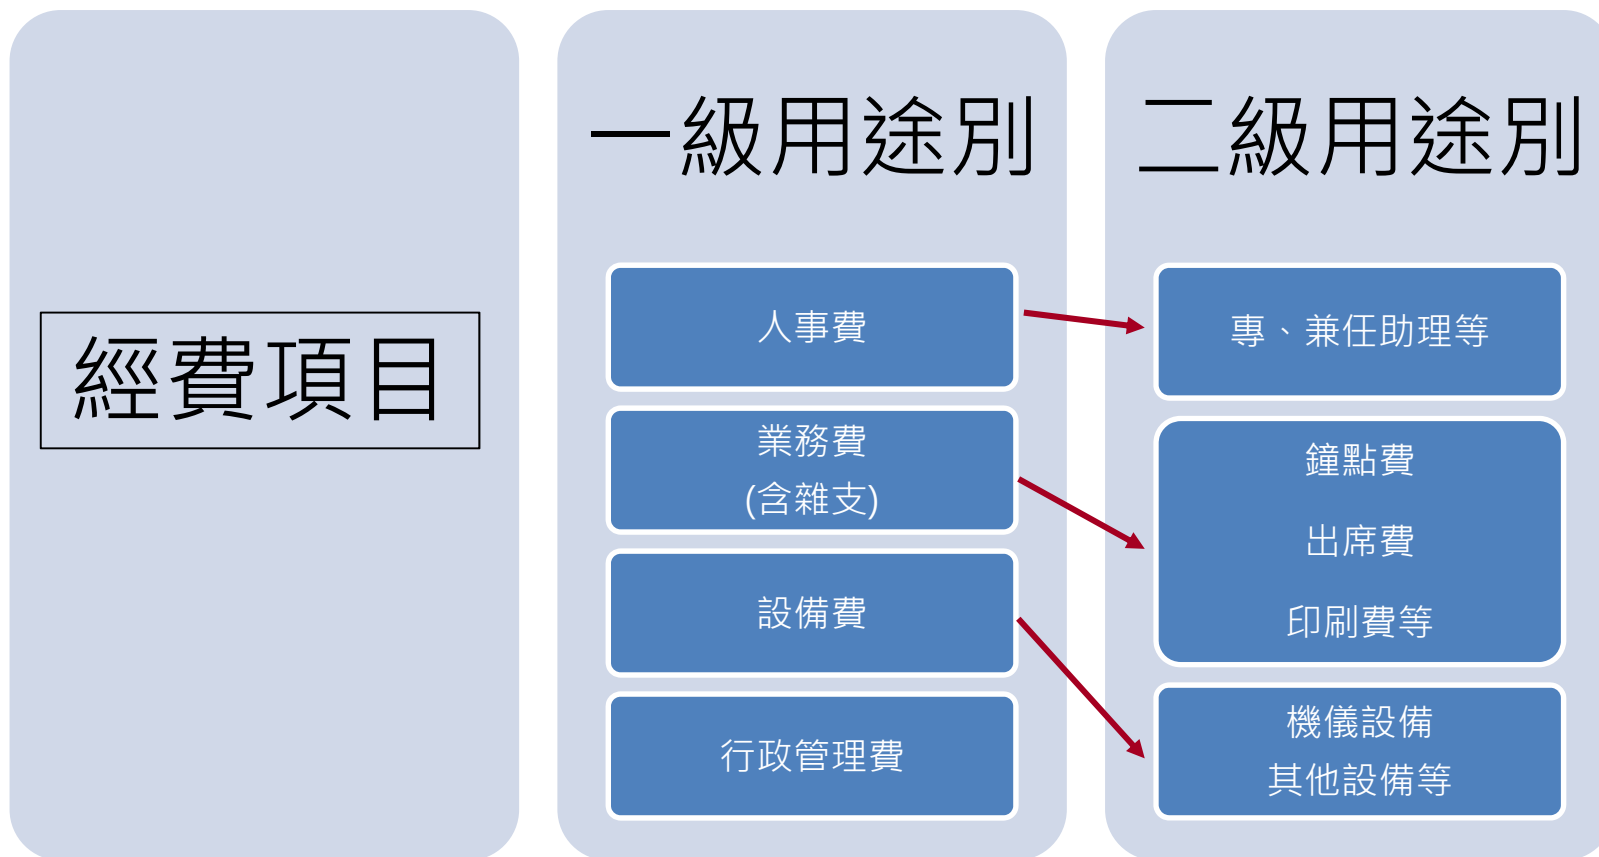 經費項目
一級用途別
人事費
業務費
(含雜支)
設備費
行政管理費
二級用途別
專、兼任助理等
鐘點費
出席費
印刷費等
機儀設備
其他設備等